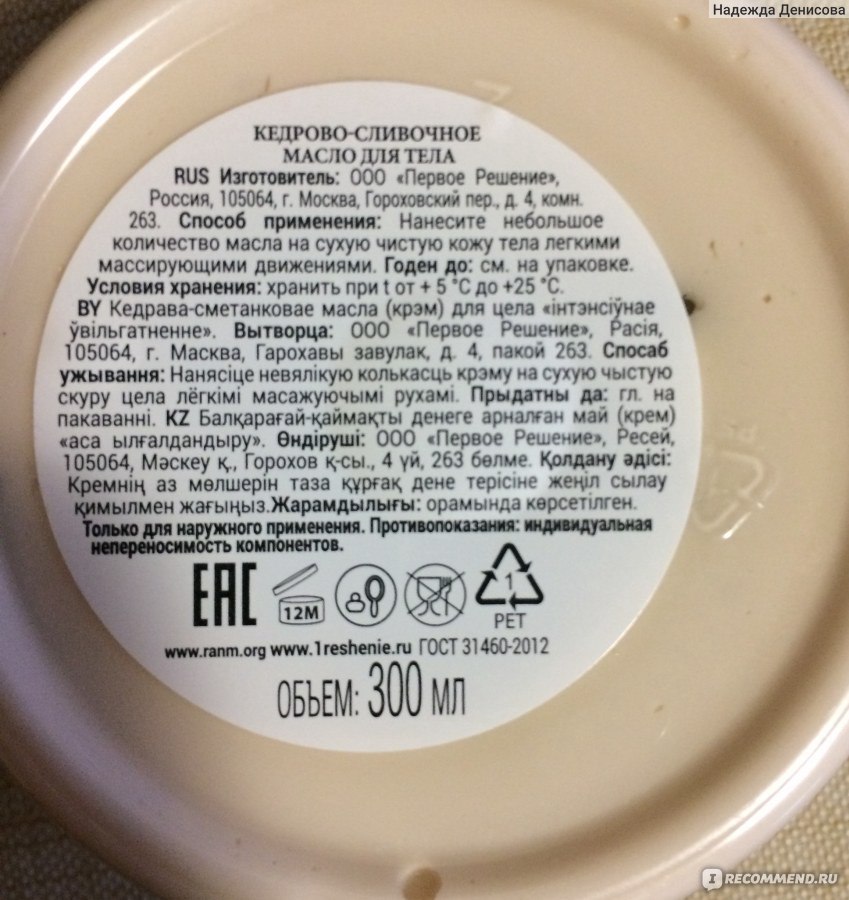 Надежда Денисова
КЕДРОВО-СЛИВОЧНОЕ
МАСЛО ДЛЯ ТЕЛА
RUS Изготовитель: ООО «Первое Решение»,
Россия, 105064, г. Москва, Гороховский пер., д. 4, комн.
263. Способ применения: Нанесите небольшое
количество масла на сухую чистую кожу тела легкими
массирующими движениями. Годен до: см. на упаковке.
Условия хранения: хранить при t от + 5 °C до +25 °C.
BY Кедрава-сметанковае масла (крэм) для цела «інтэнсіўнае
ўвільгатненне». Вытворца: ООО «Первое Решение», Расія,
105064, г. Масква, Гарохавы завулак, д. 4, пакой 263. Спосаб
ужывання: Нанясіце невялікую колькасць крэму на сухую чыстую
скуру цела лёгкімі масажуючымі рухамі. Прыдатны да: гл. на
пакаванні. KZ Балқарағай-қаймақты денеге арналған май (крем)
«аса ылғалдандыру». Өндіруші: ООО «Первое Решение», Ресей,
105064, Мәскеу қ., Горохов қ-сы., 4 үй, 263 бөлме. Қолдану әдісі:
Кремнің аз мөлшерін таза құрғақ дене терісіне жеңіл сылау
қимылмен жағыңыз.Жарамдылығы: орамында көрсетілген.
Только для наружного применения. Противопоказания: индивидуальная
непереносимость компонентов.
EAC
12M
1
PET
www.ranm.org www.1reshenie.ru ГОСТ 31460-2012
ОБЪЕМ: 300 МЛ
I RECOMMEND.RU